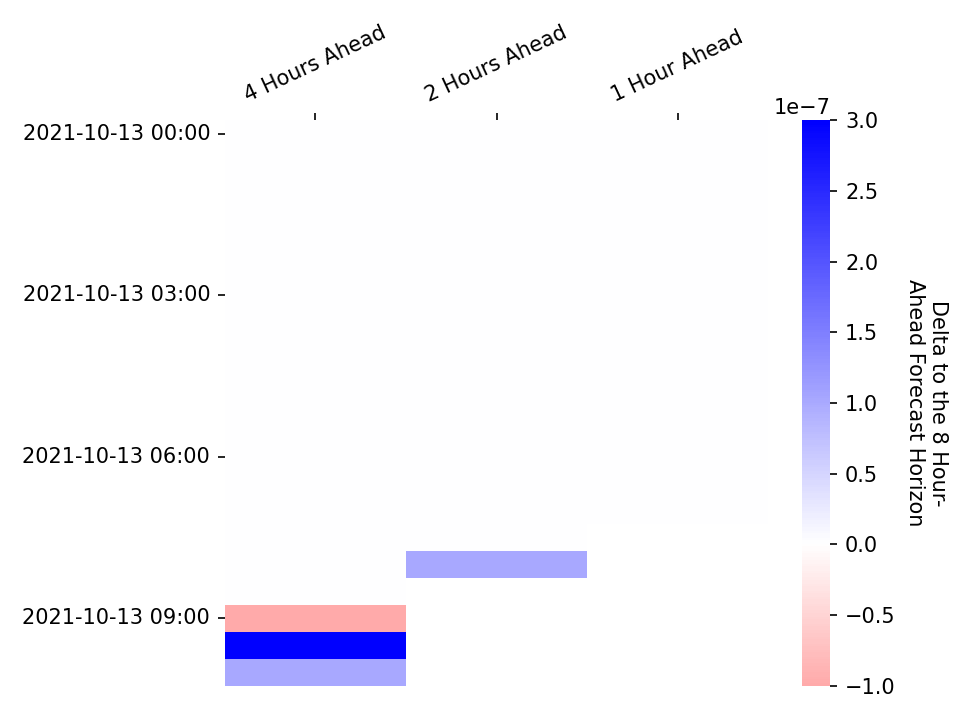 4 Hours Ahead
2 Hours Ahead
1 Hour Ahead
2021-10-13 00:00
2021-10-13 03:00
2021-10-13 06:00
2021-10-13 09:00
1e−7
3.0
2.5
2.0
1.5
1.0
0.5
0.0
−0.5
−1.0
Delta to the 8 Hour-
Ahead Forecast Horizon